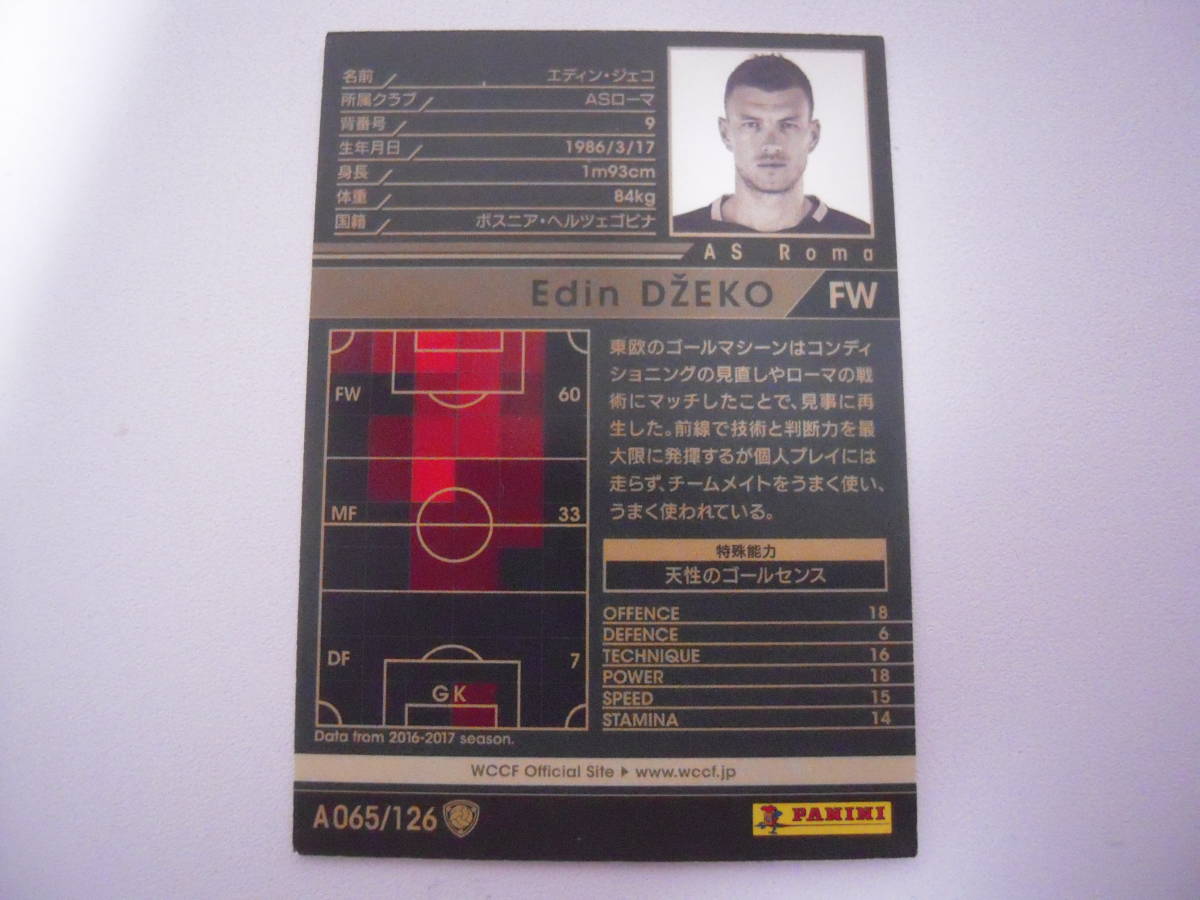 名前 エディン・ジェコ
所属クラブ ASローマ
背番号 9
生年月日 1986/3/17
身長 1m93cm
体重 84kg
国籍 ボスニア・ヘルツェゴビナ
AS Roma
Edin DŽEKO FW
FW 60
MF 33
DF 7
GK
Data from 2016-2017 season.
東欧のゴールマシーンはコンディ
ショニングの見直しやローマの戦
術にマッチしたことで、見事に再
生した。前線で技術と判断力を最
大限に発揮するが個人プレイには
走らず、チームメイトをうまく使い、
うまく使われている。
特殊能力
天性のゴールセンス
OFFENCE 18
DEFENCE 6
TECHNIQUE 16
POWER 18
SPEED 15
STAMINA 14
WCCF Official Site ▶ www.wccf.jp
A065/126
PANINI